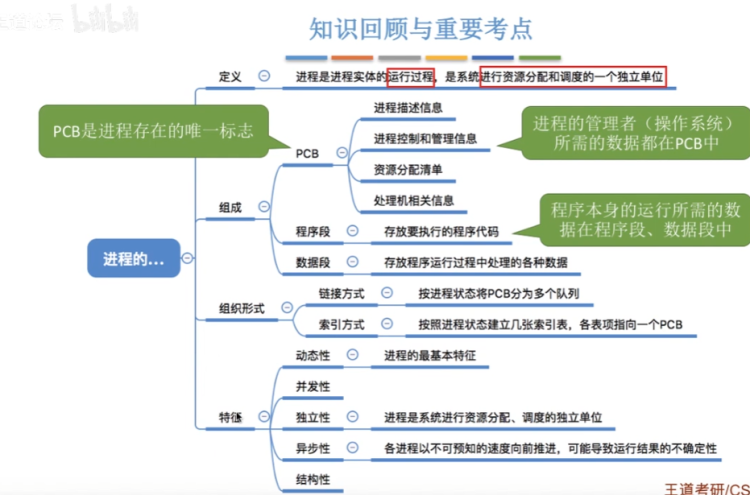 知识回顾与重要考点
定义
进程是进程实体的运行过程，是系统进行资源分配和调度的一个独立单位
PCB是进程存在的唯一标志
进程描述信息
进程的管理者（操作系统）
所需的数据都在PCB中
PCB
进程控制和管理信息
资源分配清单
组成
处理机相关信息
程序本身的运行所需的数
据在程序段、数据段中
程序段
存放要执行的程序代码
进程的...
数据段
存放程序运行过程中处理的各种数据
组织形式
链接方式
按进程状态将PCB分为多个队列
索引方式
按照进程状态建立几张索引表，各表项指向一个PCB
动态性
进程的最基本特征
并发性
特征
独立性
进程是系统进行资源分配、调度的独立单位
异步性
各进程以不可预知的速度向前推进，可能导致运行结果的不确定性
结构性
王道考研/CS
bilibili